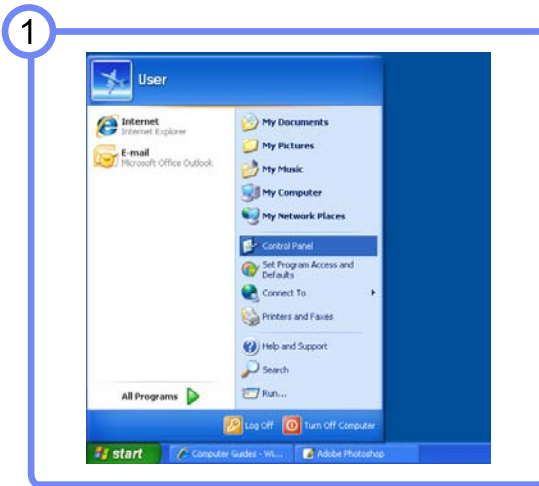 1
User
Internet
Internet Explorer
E-mail
Microsoft Office Outlook
All Programs
My Documents
My Pictures
My Music
My Computer
My Network Places
Control Panel
Set Program Access and
Defaults
Connect To
Printers and Faxes
Help and Support
Search
Run...
Log Off
Turn Off Computer
start
Computer Guides - Wi...
Adobe Photoshop